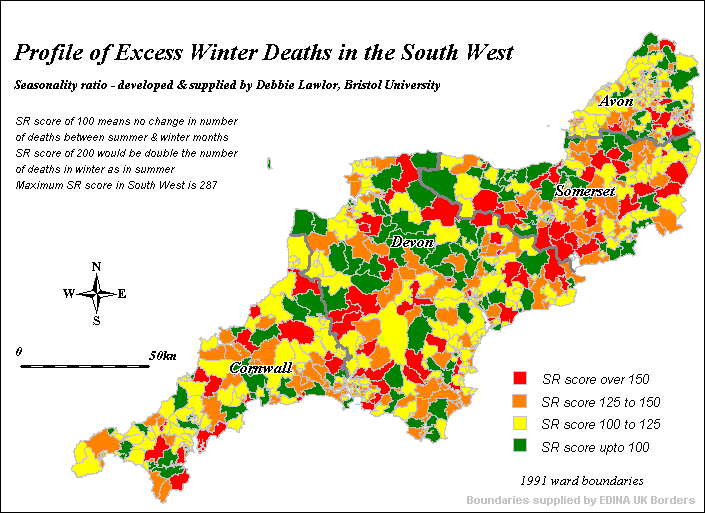 Profile of Excess Winter Deaths in the South West
Seasonality ratio - developed & supplied by Debbie Lawlor, Bristol University
SR score of 100 means no change in number
of deaths between summer & winter months
SR score of 200 would be double the number
of deaths in winter as in summer
Maximum SR score in South West is 287
Avon
Somerset
Devon
N
W E
S
0 50km
Cornwall
SR score over 150
SR score 125 to 150
SR score 100 to 125
SR score upto 100
1991 ward boundaries
Boundaries supplied by EDINA UK Borders